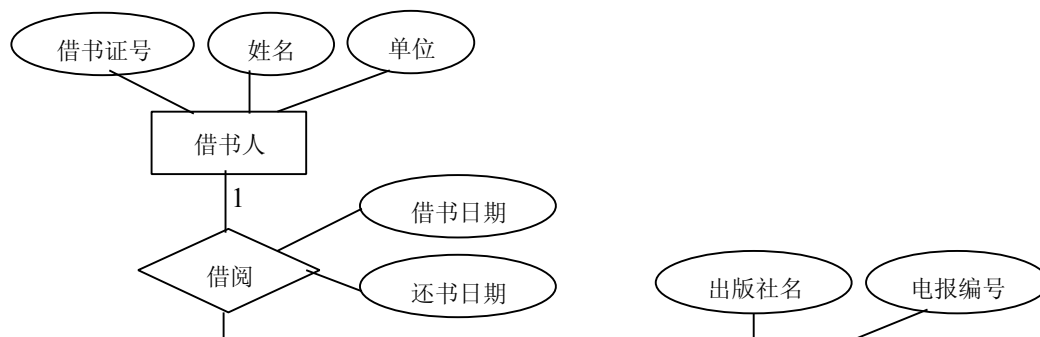 借书证号 姓名 单位
借书人
1
借书日期
借阅
还书日期
出版社名 电报编号